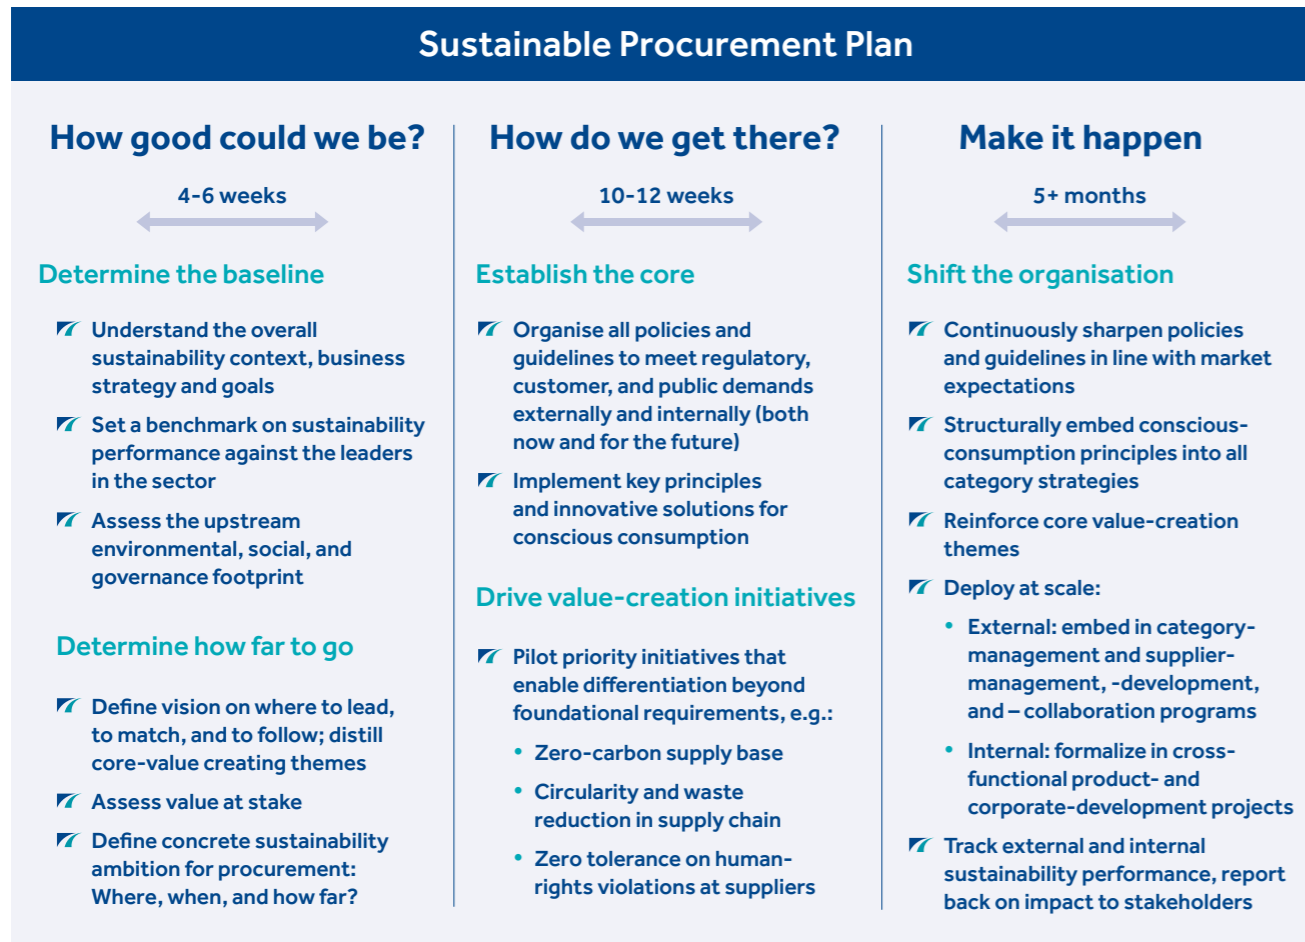 Sustainable Procurement Plan
How good could we be?
4-6 weeks
Determine the baseline
Understand the overall
sustainability context, business
strategy and goals
Set a benchmark on sustainability
performance against the leaders
in the sector
Assess the upstream
environmental, social, and
governance footprint
Determine how far to go
Define vision on where to lead,
to match, and to follow; distill
core-value creating themes
Assess value at stake
Define concrete sustainability
ambition for procurement:
Where, when, and how far?
How do we get there?
10-12 weeks
Establish the core
Organise all policies and
guidelines to meet regulatory,
customer, and public demands
externally and internally (both
now and for the future)
Implement key principles
and innovative solutions for
conscious consumption
Drive value-creation initiatives
Pilot priority initiatives that
enable differentiation beyond
foundational requirements, e.g.:
• Zero-carbon supply base
• Circularity and waste
reduction in supply chain
• Zero tolerance on human-
rights violations at suppliers
Make it happen
5+ months
Shift the organisation
Continuously sharpen policies
and guidelines in line with market
expectations
Structurally embed conscious-
consumption principles into all
category strategies
Reinforce core value-creation
themes
Deploy at scale:
• External: embed in category-
management and supplier-
management, -development,
and – collaboration programs
• Internal: formalize in cross-
functional product- and
corporate-development projects
Track external and internal
sustainability performance, report
back on impact to stakeholders